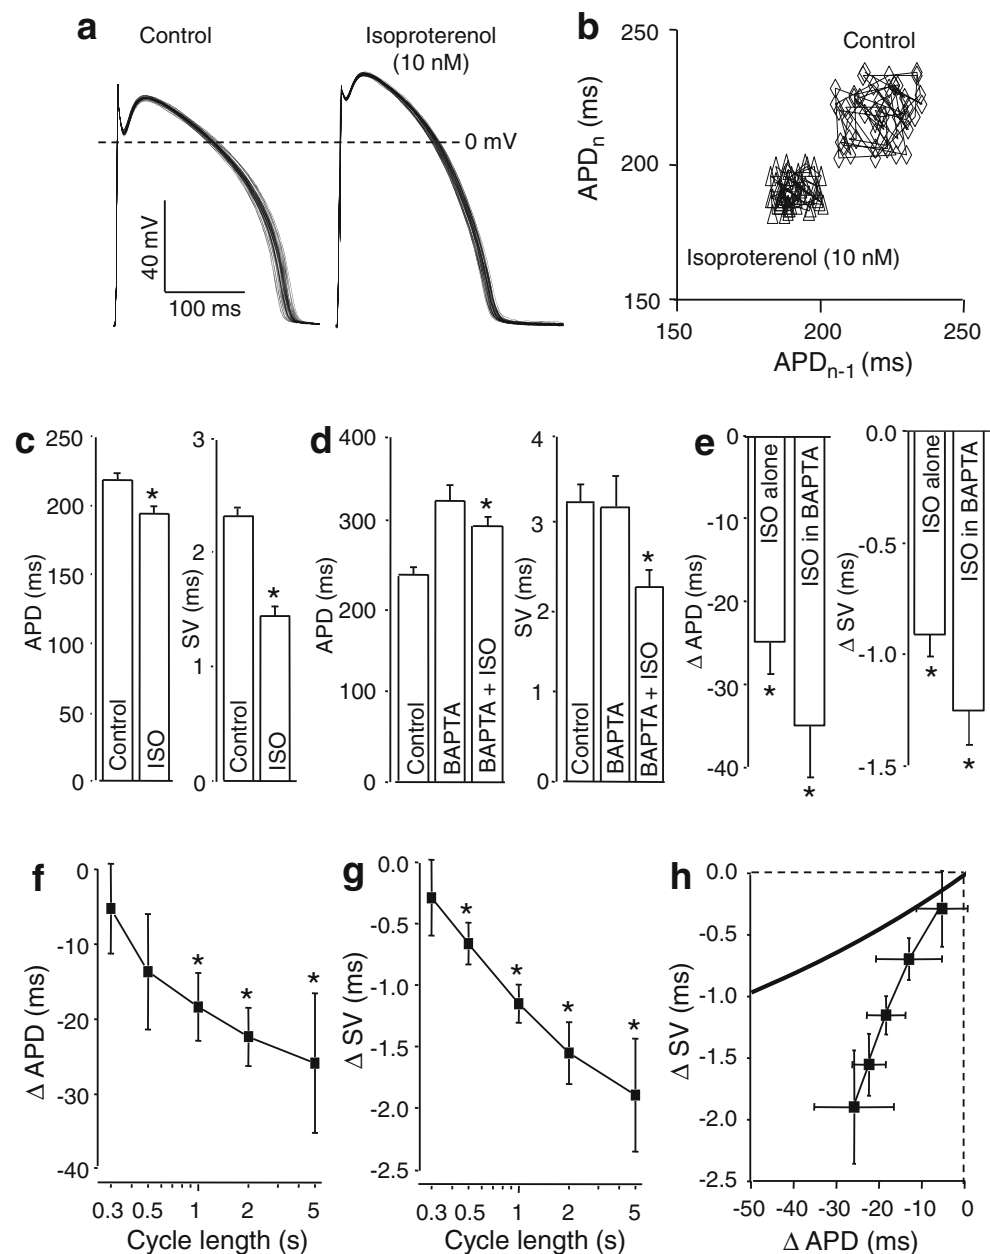 a
Control
Isoproterenol
(10 nM)
0 mV
40 mV
100 ms
b
250
200
150
APDn (ms)
Control
Isoproterenol (10 nM)
150
200
250
APDn-1 (ms)
c
250
200
150
100
50
0
APD (ms)
Control
ISO
*
3
2
1
0
SV (ms)
Control
ISO
*
d
400
300
200
100
0
APD (ms)
Control
BAPTA
BAPTA + ISO
*
4
3
2
1
0
SV (ms)
Control
BAPTA
BAPTA + ISO
*
e
0
-10
-20
-30
-40
Δ APD (ms)
ISO alone
ISO in BAPTA
*
*
0.0
-0.5
-1.0
-1.5
Δ SV (ms)
ISO alone
ISO in BAPTA
*
*
f
0
-10
-20
-30
-40
Δ APD (ms)
* * *
0.3 0.5 1 2 5
Cycle length (s)
g
0.0
-0.5
-1.0
-1.5
-2.0
-2.5
Δ SV (ms)
* * * *
0.3 0.5 1 2 5
Cycle length (s)
h
0.0
-0.5
-1.0
-1.5
-2.0
-2.5
Δ SV (ms)
-50 -40 -30 -20 -10 0
Δ APD (ms)